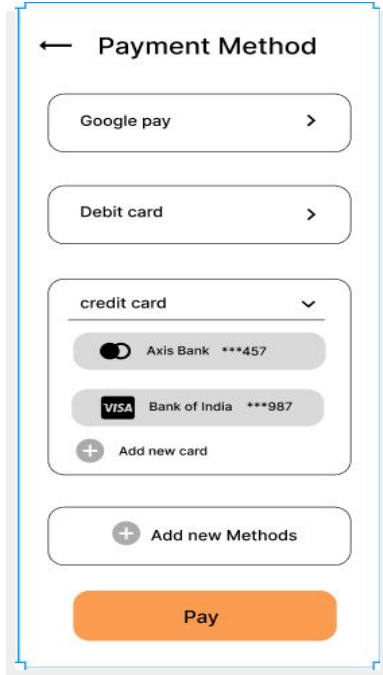 Payment Method
Google pay
Debit card
credit card
Axis Bank ***457
VISA Bank of India ***987
Add new card
Add new Methods
Pay